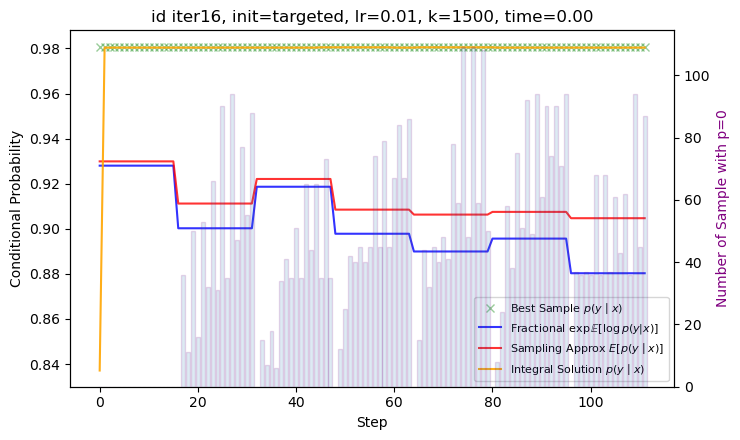 id iter16, init=targeted, lr=0.01, k=1500, time=0.00
Conditional Probability
0.98
0.96
0.94
0.92
0.90
0.88
0.86
0.84
0
20
40
60
80
100
Step
100
80
60
40
20
0
Number of Sample with p=0
Best Sample p(y | x)
Fractional exp𝔼[log p(y|x)]
Sampling Approx E[p(y | x)]
Integral Solution p(y | x)